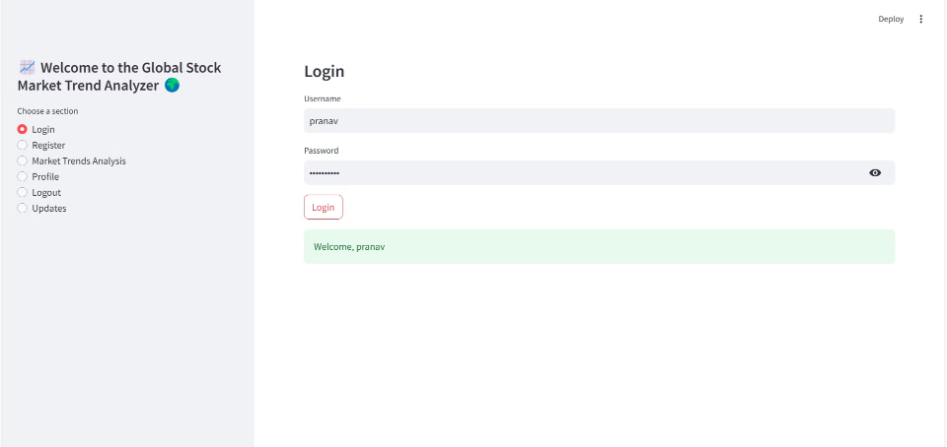 Deploy
📈 Welcome to the Global Stock
Market Trend Analyzer 🌍
Choose a section
Login
Register
Market Trends Analysis
Profile
Logout
Updates
Login
Username
pranav
Password
••••••••••
Login
Welcome, pranav